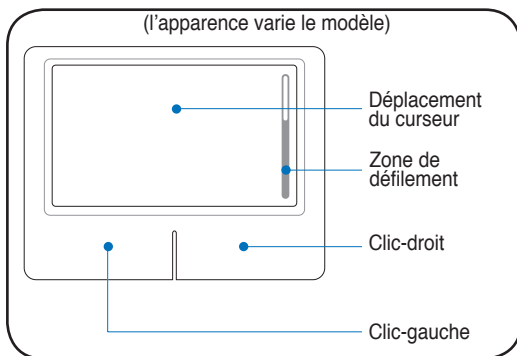 (l'apparence varie le modèle)
Déplacement
du curseur
Zone de
défilement
Clic-droit
Clic-gauche